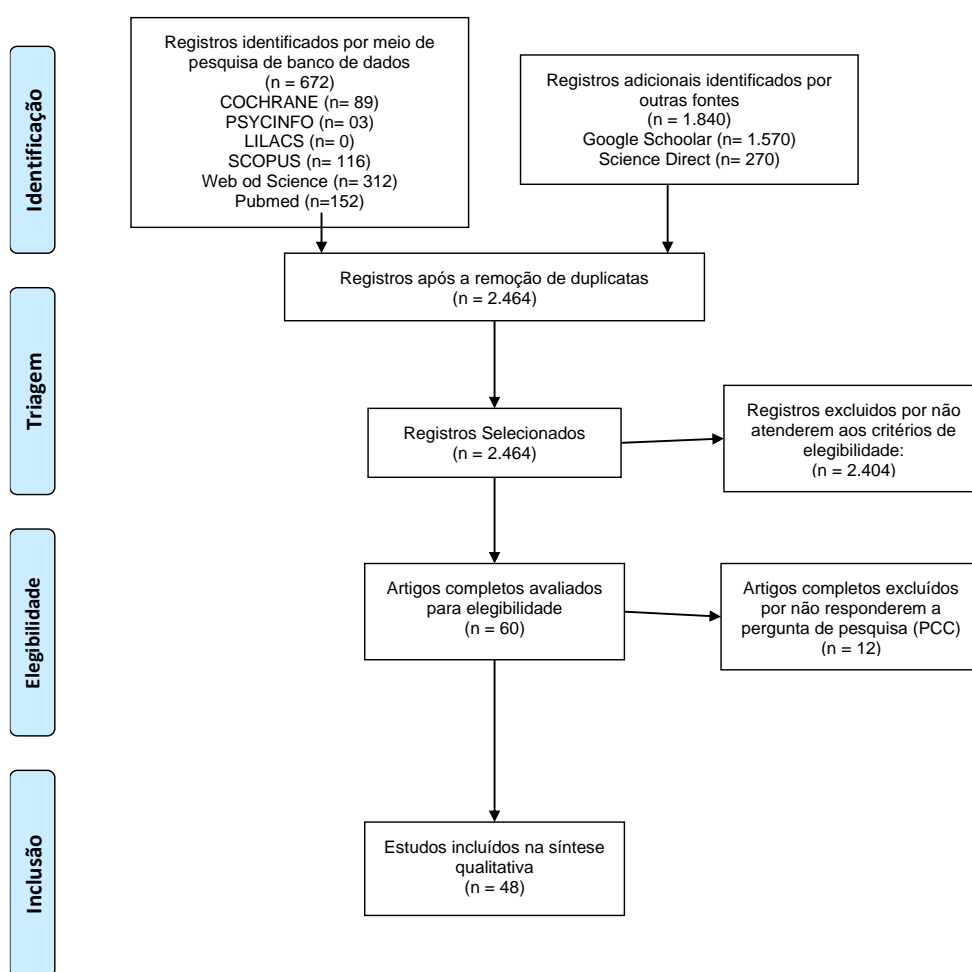 Identificação
Registros identificados por meio de
pesquisa de banco de dados
(n = 672)
COCHRANE (n= 89)
PSYCINFO (n= 03)
LILACS (n= 0)
SCOPUS (n= 116)
Web od Science (n= 312)
Pubmed (n=152)
Registros adicionais identificados por
outras fontes
(n = 1.840)
Google Schoolar (n= 1.570)
Science Direct (n= 270)
Registros após a remoção de duplicatas
(n = 2.464)
Triagem
Registros Selecionados
(n = 2.464)
Registros excluidos por não
atenderem aos critérios de
elegibilidade:
(n = 2.404)
Elegibilidade
Artigos completos avaliados
para elegibilidade
(n = 60)
Artigos completos excluídos
por não responderem a
pergunta de pesquisa (PCC)
(n = 12)
Inclusão
Estudos incluídos na síntese
qualitativa
(n = 48)